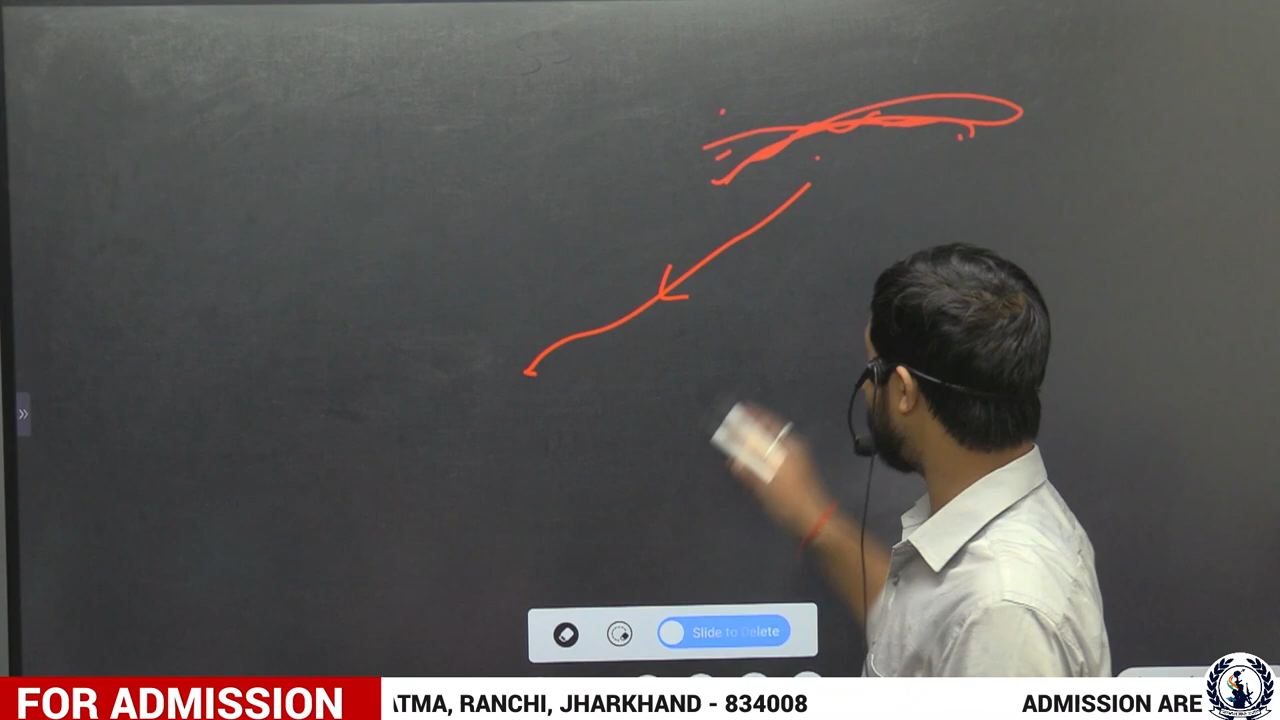 Slide to Delete
FOR ADMISSION
ATMA, RANCHI, JHARKHAND - 834008
ADMISSION ARE